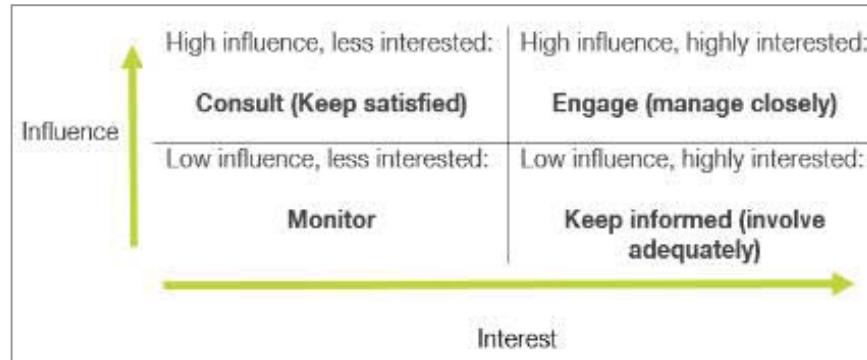 High influence, less interested:
High influence, highly interested:
Consult (Keep satisfied)
Engage (manage closely)
Influence
Low influence, less interested:
Low influence, highly interested:
Monitor
Keep informed (involve
adequately)
Interest